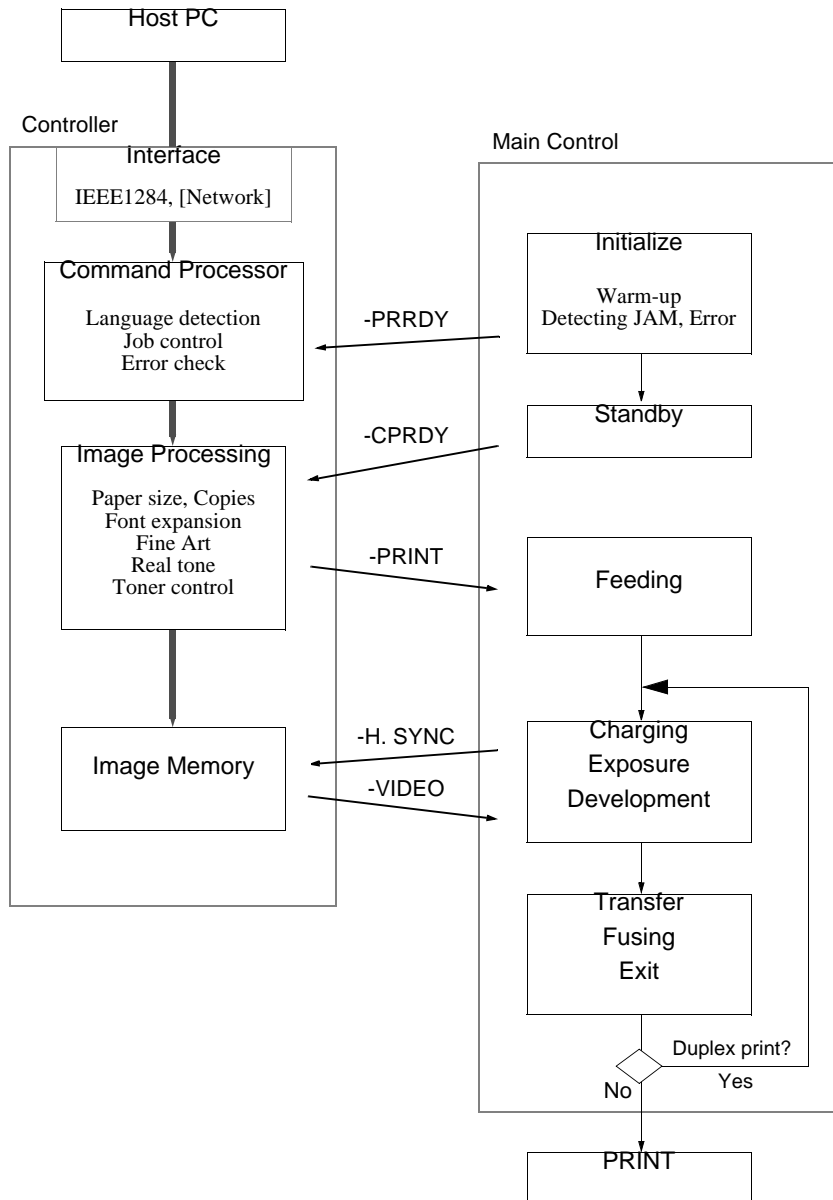 Host PC
Controller
Interface
IEEE1284, [Network]
Command Processor
Language detection
Job control
Error check
Image Processing
Paper size, Copies
Font expansion
Fine Art
Real tone
Toner control
Image Memory
-PRRDY
-CPRDY
-PRINT
-H. SYNC
-VIDEO
Main Control
Initialize
Warm-up
Detecting JAM, Error
Standby
Feeding
Charging
Exposure
Development
Transfer
Fusing
Exit
Duplex print?
No
Yes
PRINT